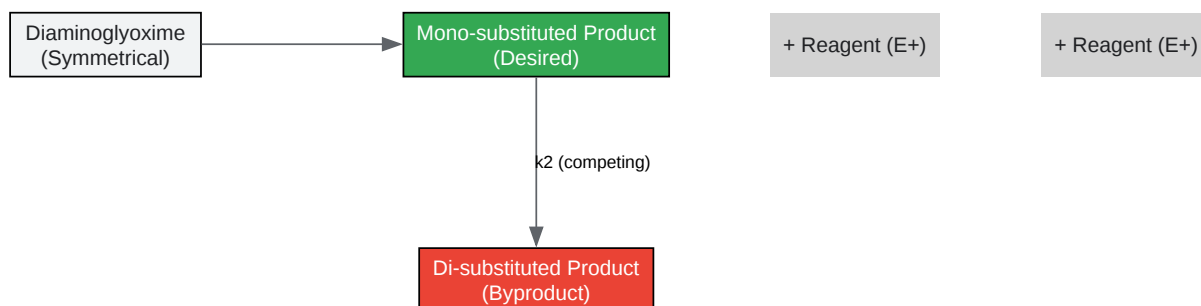 Diaminoglyoxime
(Symmetrical)
Mono-substituted Product
(Desired)
+ Reagent (E+)
+ Reagent (E+)
k2 (competing)
Di-substituted Product
(Byproduct)